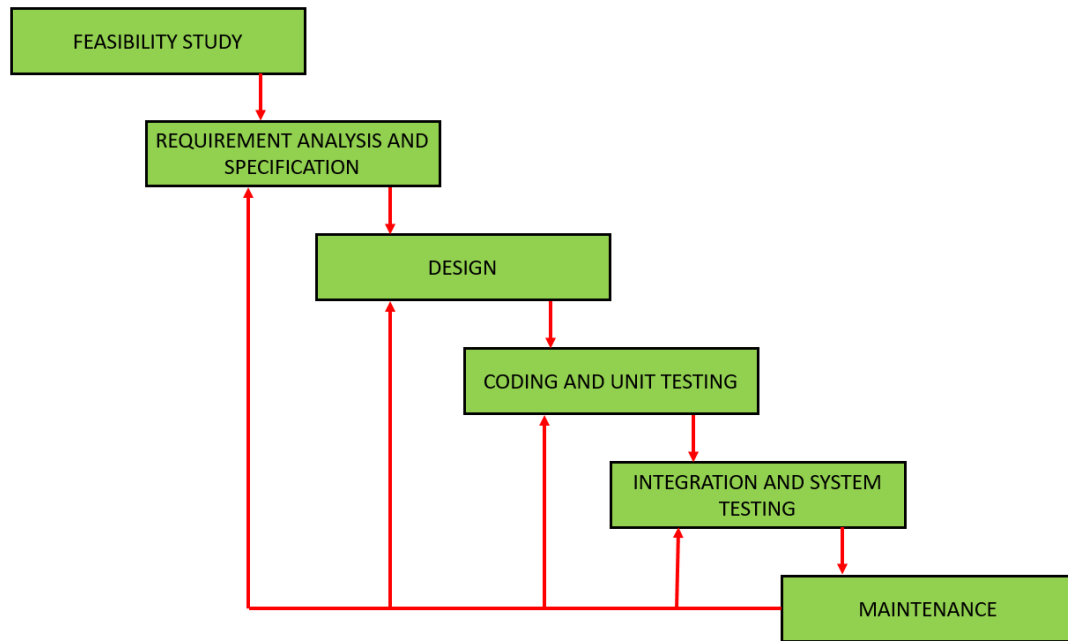 FEASIBILITY STUDY
REQUIREMENT ANALYSIS AND
SPECIFICATION
DESIGN
CODING AND UNIT TESTING
INTEGRATION AND SYSTEM
TESTING
MAINTENANCE